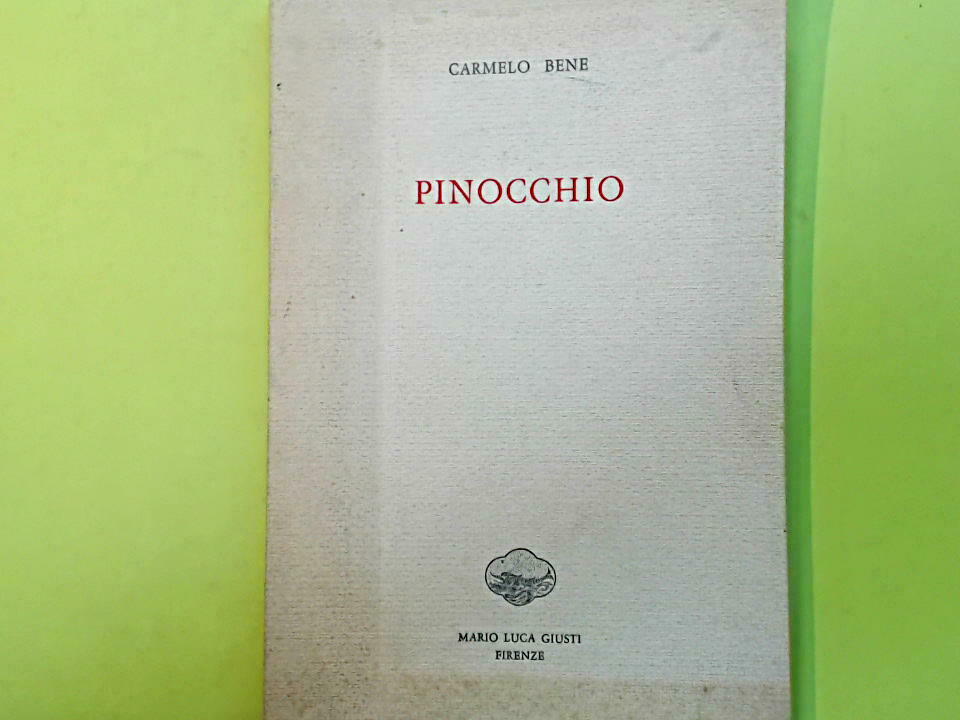 CARMELO BENE
PINOCCHIO
MARIO LUCA GIUSTI
FIRENZE